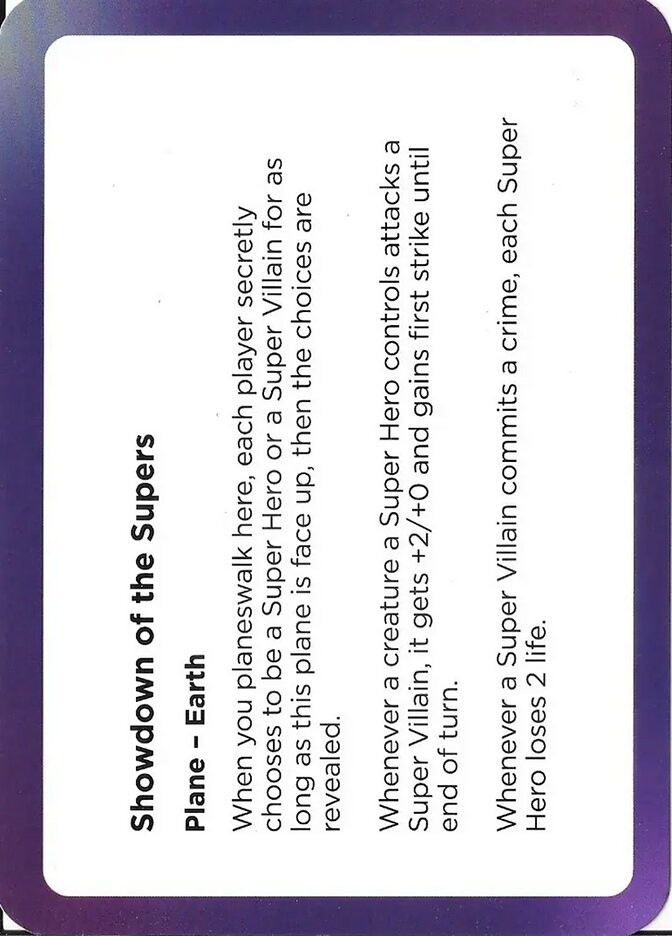 Showdown of the Supers
Plane – Earth
When you planeswalk here, each player secretly
chooses to be a Super Hero or a Super Villain for as
long as this plane is face up, then the choices are
revealed.
Whenever a creature a Super Hero controls attacks a
Super Villain, it gets +2/+0 and gains first strike until
end of turn.
Whenever a Super Villain commits a crime, each Super
Hero loses 2 life.